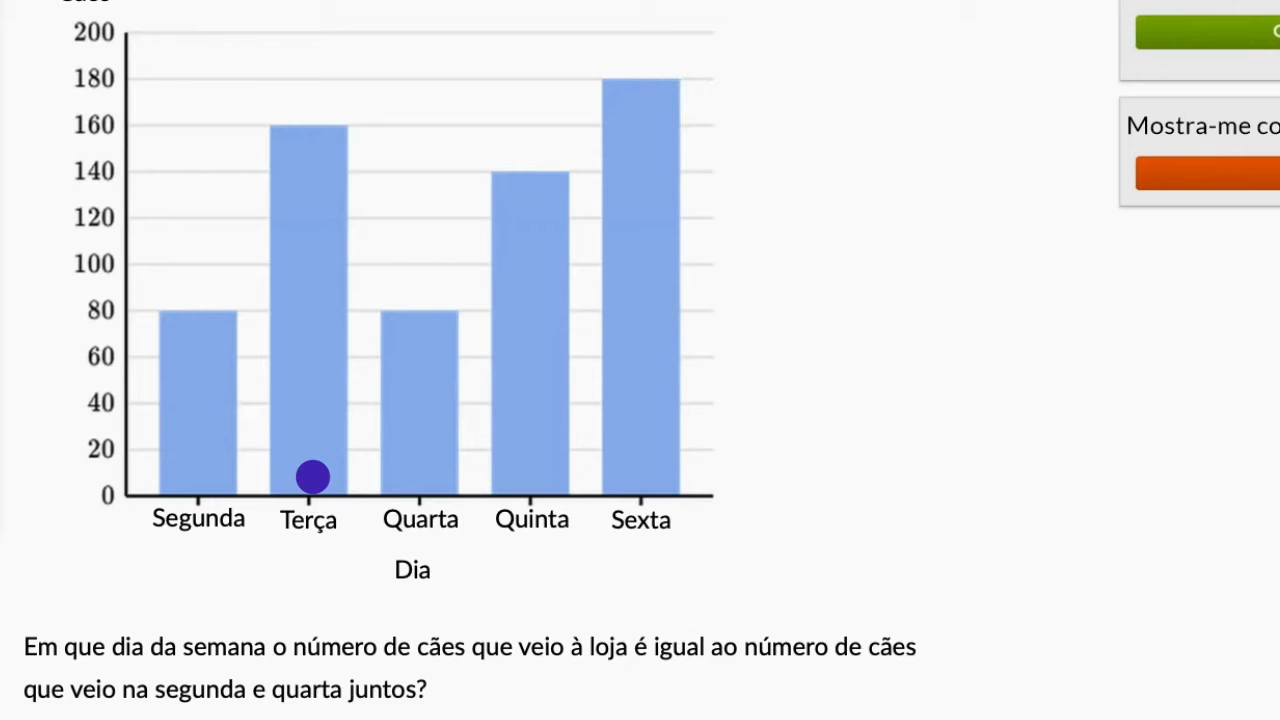 200
180
160
140
120
100
80
60
40
20
0
Segunda Terça Quarta Quinta Sexta
Dia
Em que dia da semana o número de cães que veio à loja é igual ao número de cães
que veio na segunda e quarta juntos?
Mostra-me